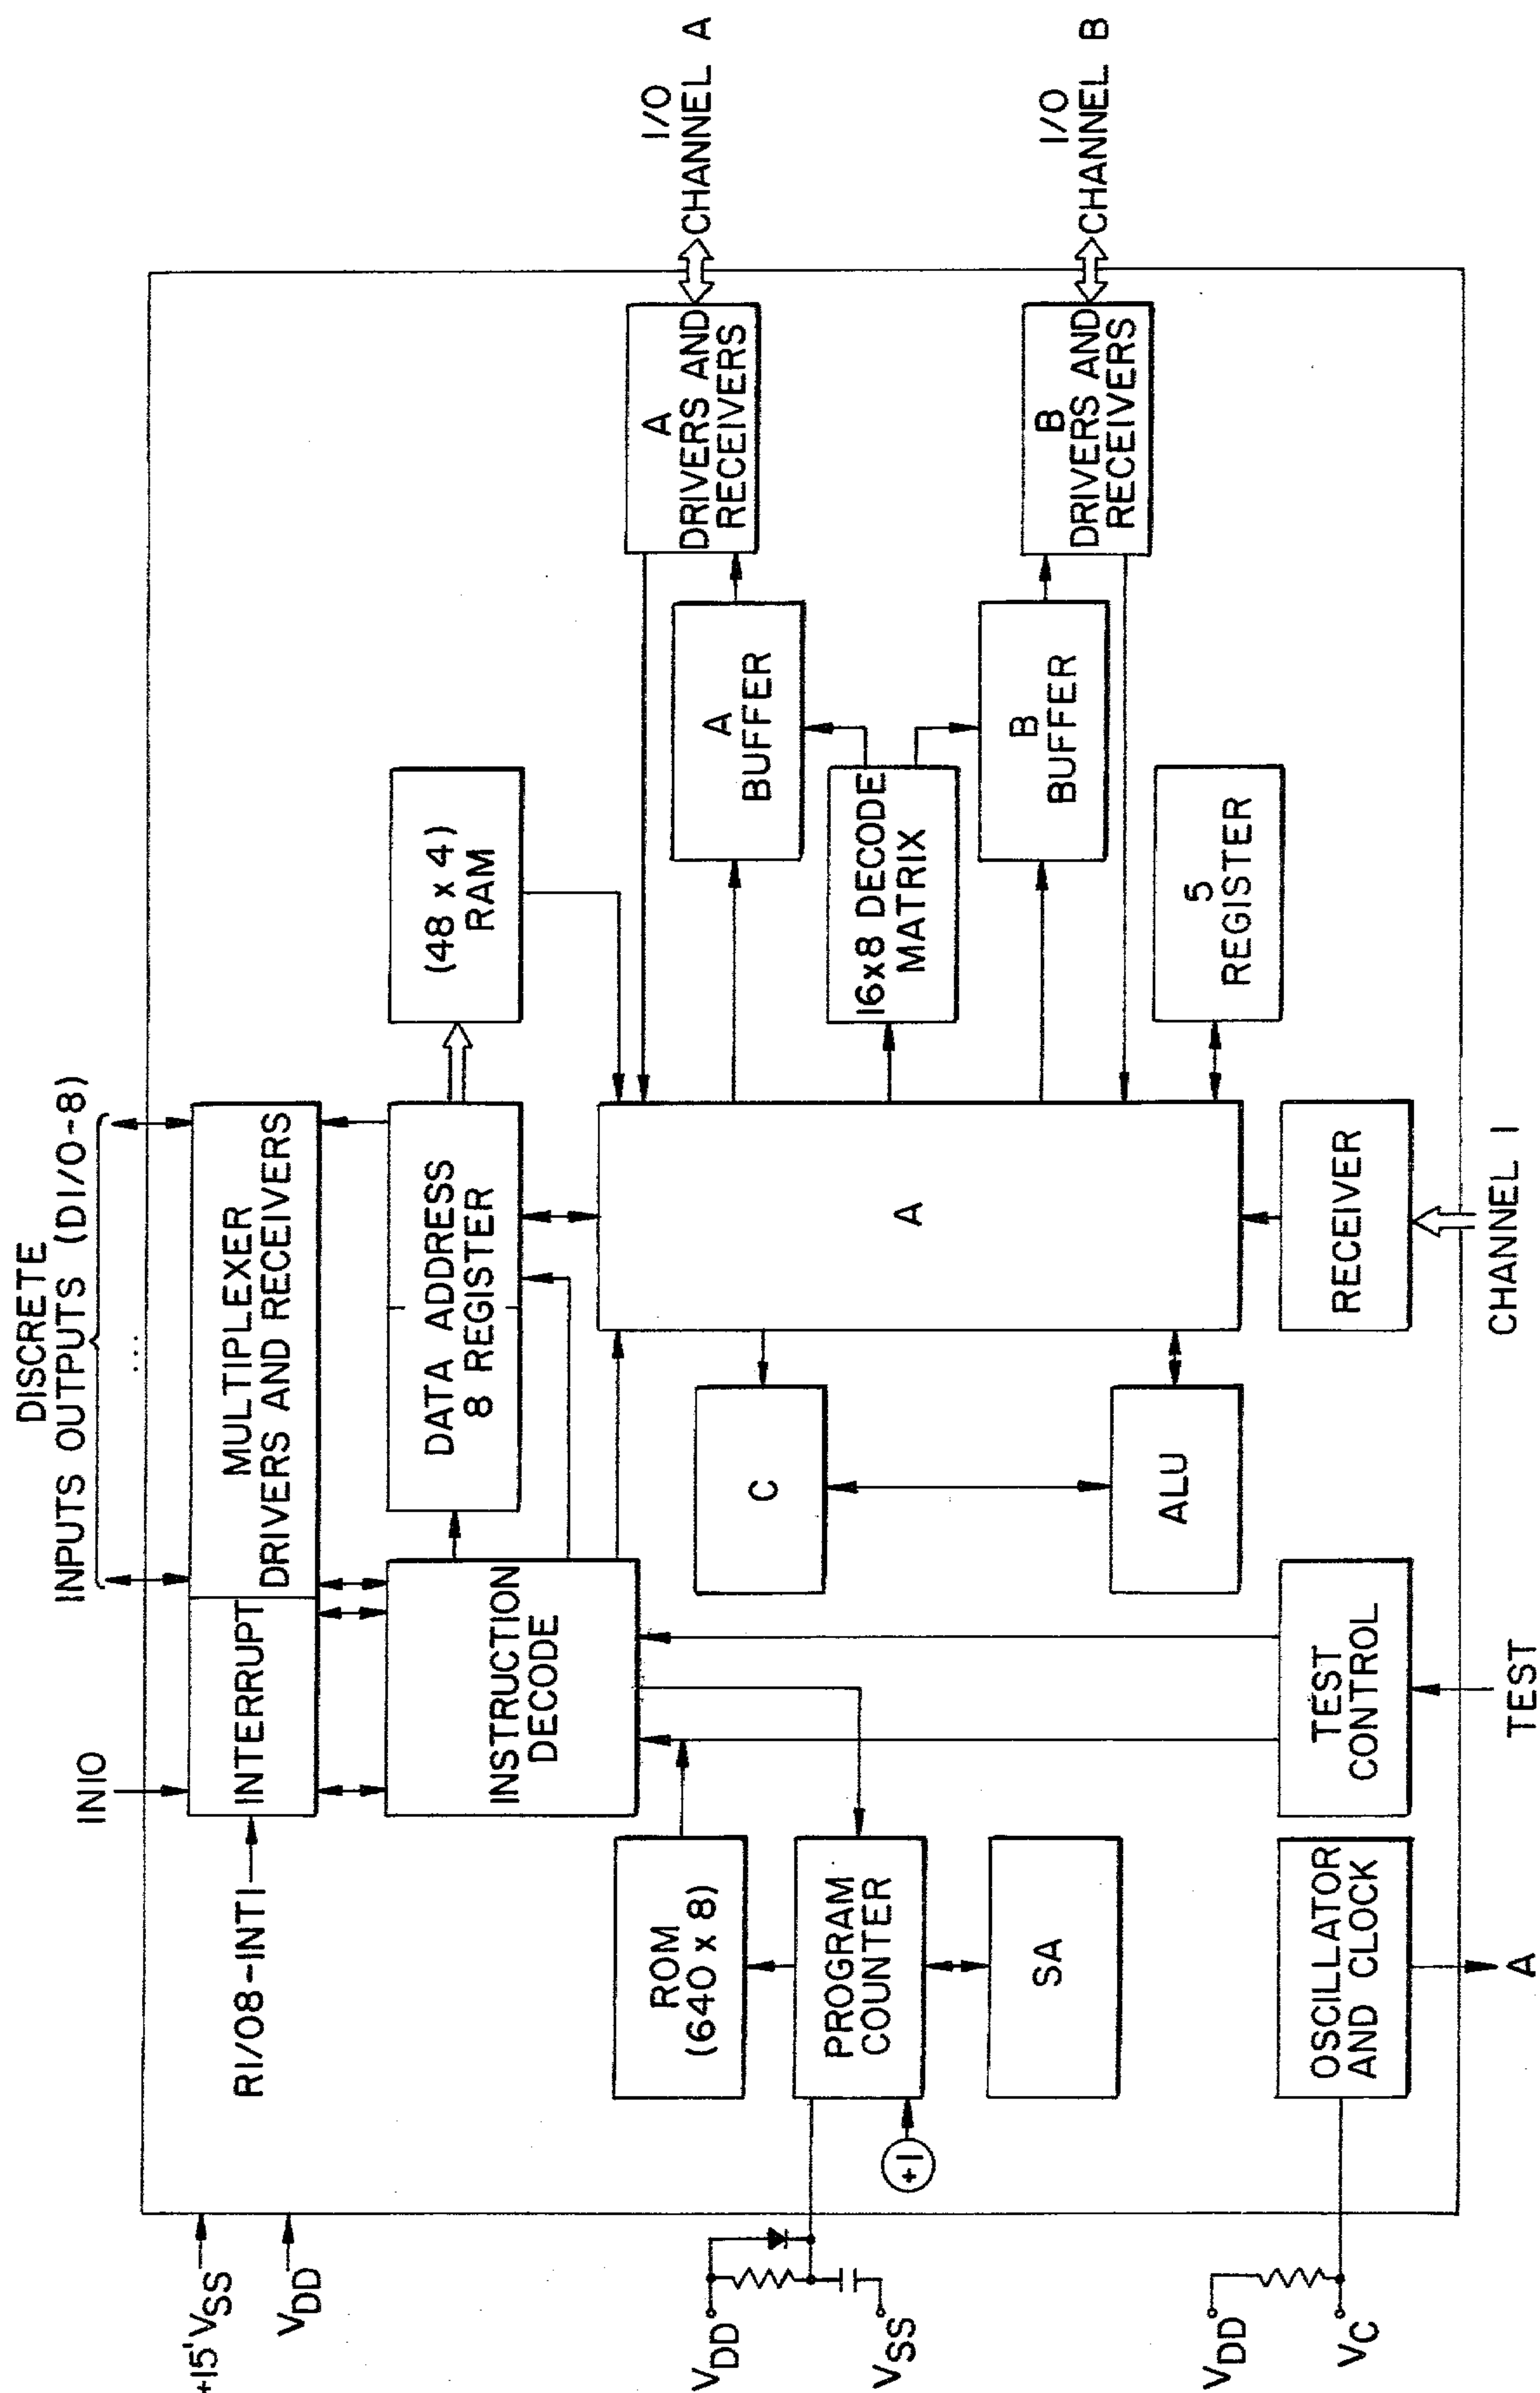 DISCRETE
INPUTS OUTPUTS (DI/O-8)
...
IN10
RI/08-INT1
+15'VSS
VDD
INTERRUPT
MULTIPLEXER
DRIVERS AND RECEIVERS
INSTRUCTION
DECODE
DATA ADDRESS
8 REGISTER
(48 x 4)
RAM
ROM
(640 x 8)
PROGRAM
COUNTER
+1
SA
VDD
VSS
C
ALU
A
A
BUFFER
16x8 DECODE
MATRIX
B
BUFFER
5
REGISTER
A
DRIVERS AND
RECEIVERS
B
DRIVERS AND
RECEIVERS
I/O
CHANNEL A
I/O
CHANNEL B
OSCILLATOR
AND CLOCK
TEST
CONTROL
RECEIVER
VDD
VC
A
TEST
CHANNEL 1